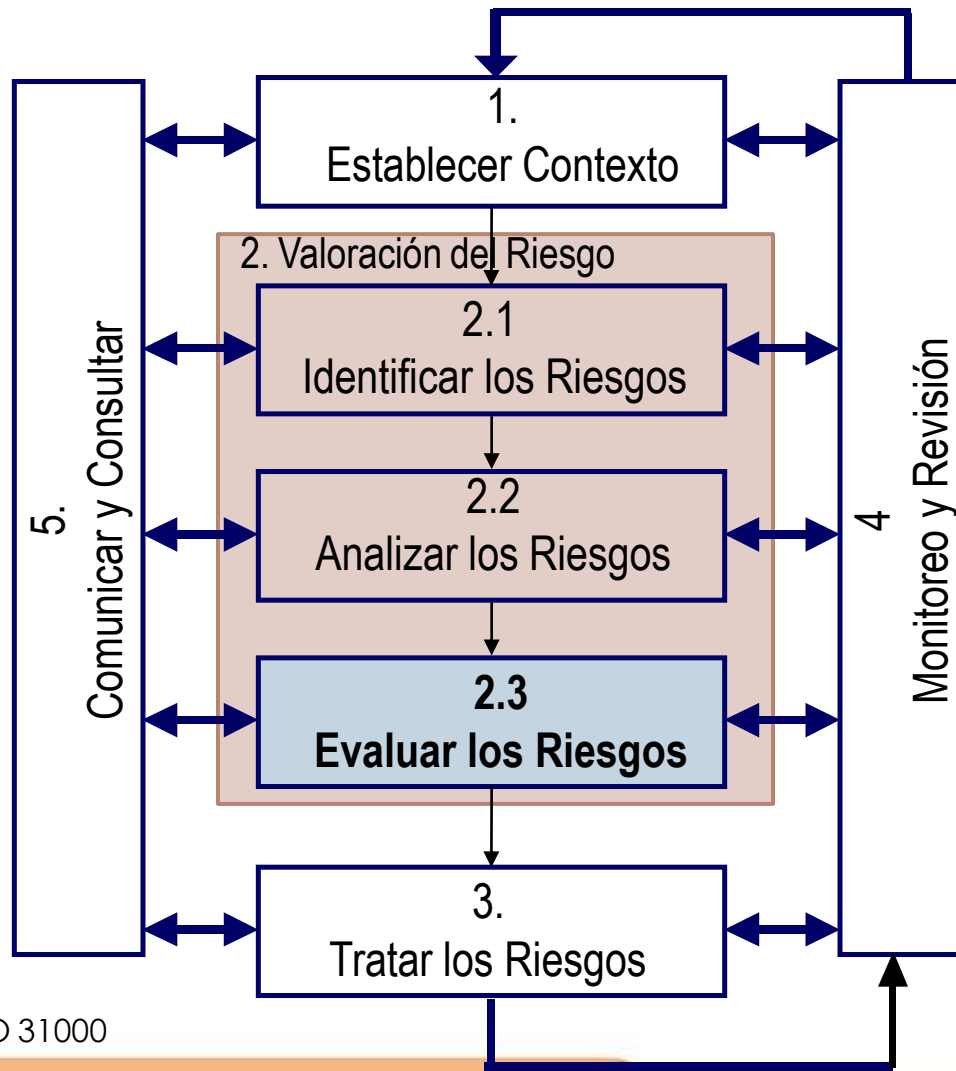 1.
Establecer Contexto
2. Valoración del Riesgo
2.1
Identificar los Riesgos
2.2
Analizar los Riesgos
2.3
Evaluar los Riesgos
3.
Tratar los Riesgos
5.
Comunicar y Consultar
4
Monitoreo y Revisión
31000